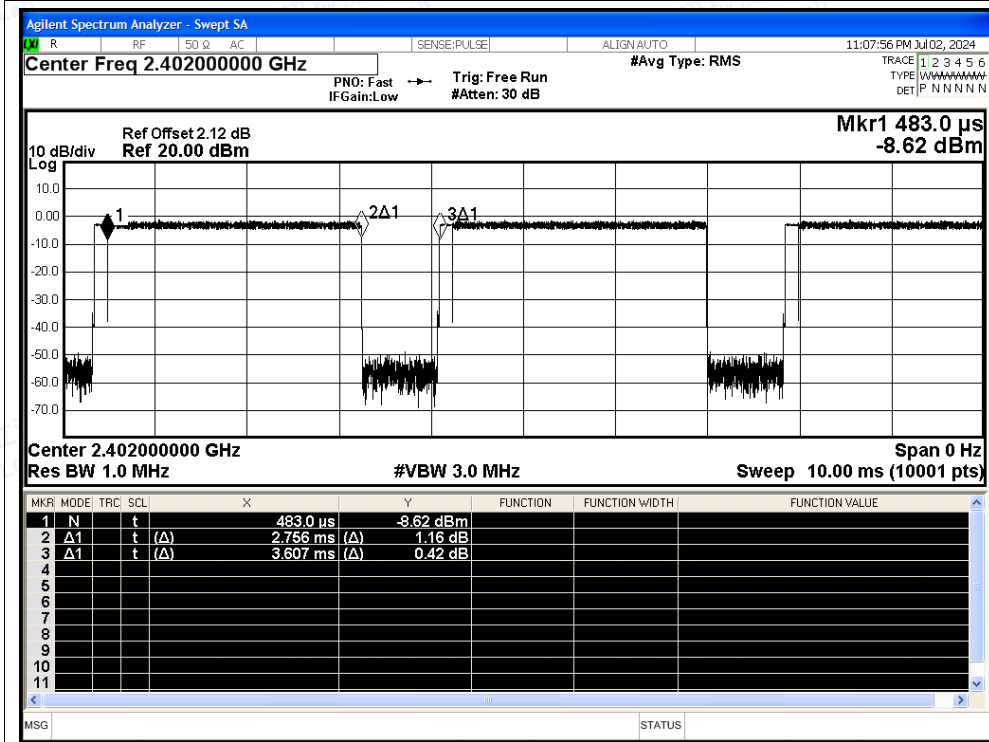 Agilent Spectrum Analyzer - Swept SA
LXI R RF 50 Ω AC SENSE:PULSE ALIGN AUTO 11:07:56 PM Jul 02, 2024
Center Freq 2.402000000 GHz #Avg Type: RMS TRACE 1 2 3 4 5 6
PNO: Fast Trig: Free Run TYPE
IFGain:Low #Atten: 30 dB DET P N N N N N
Mkr1 483.0 µs
Ref Offset 2.12 dB
10 dB/div Ref 20.00 dBm -8.62 dBm
Log
10.0
0.00 1 2Δ1 3Δ1
-10.0
-20.0
-30.0
-40.0
-50.0
-60.0
-70.0
Center 2.402000000 GHz Span 0 Hz
Res BW 1.0 MHz #VBW 3.0 MHz Sweep 10.00 ms (10001 pts)
MKR MODE TRC SCL X Y FUNCTION FUNCTION WIDTH FUNCTION VALUE
1 N t 483.0 µs -8.62 dBm
2 Δ1 t (Δ) 2.756 ms (Δ) 1.16 dB
3 Δ1 t (Δ) 3.607 ms (Δ) 0.42 dB
4
5
6
7
8
9
10
11
MSG STATUS